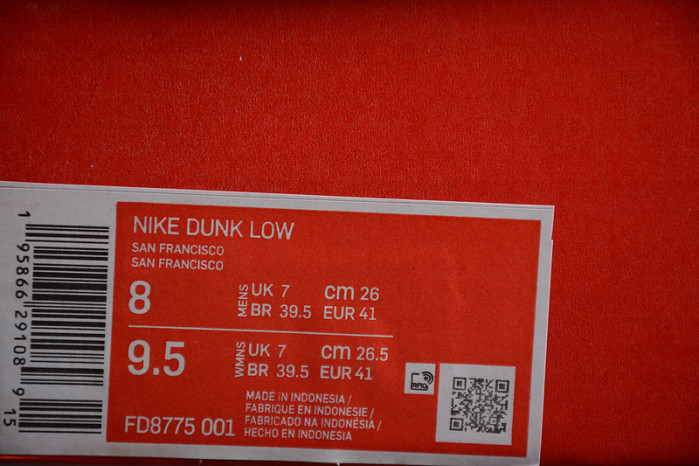 NIKE DUNK LOW
SAN FRANCISCO
SAN FRANCISCO
8 MENS UK 7 cm 26
BR 39.5 EUR 41
9.5 WMNS UK 7 cm 26.5
BR 39.5 EUR 41
MADE IN INDONESIA /
FABRIQUE EN INDONESIE /
FABRICADO NA INDONÉSIA /
HECHO EN INDONESIA
FD8775 001
RFID
1 95866 29108 9 15